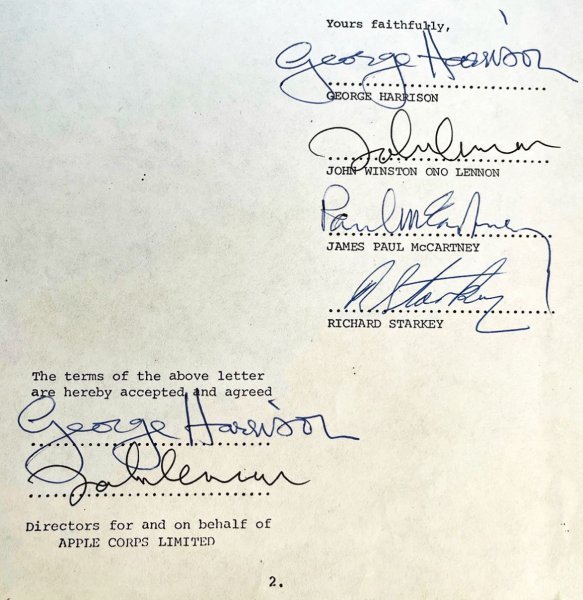 Yours faithfully,
George Harrison
GEORGE HARRISON
John Lennon
JOHN WINSTON ONO LENNON
Paul McCartney
JAMES PAUL McCARTNEY
R Starkey
RICHARD STARKEY
The terms of the above letter
are hereby accepted and agreed
George Harrison
John Lennon
Directors for and on behalf of
APPLE CORPS LIMITED
2.